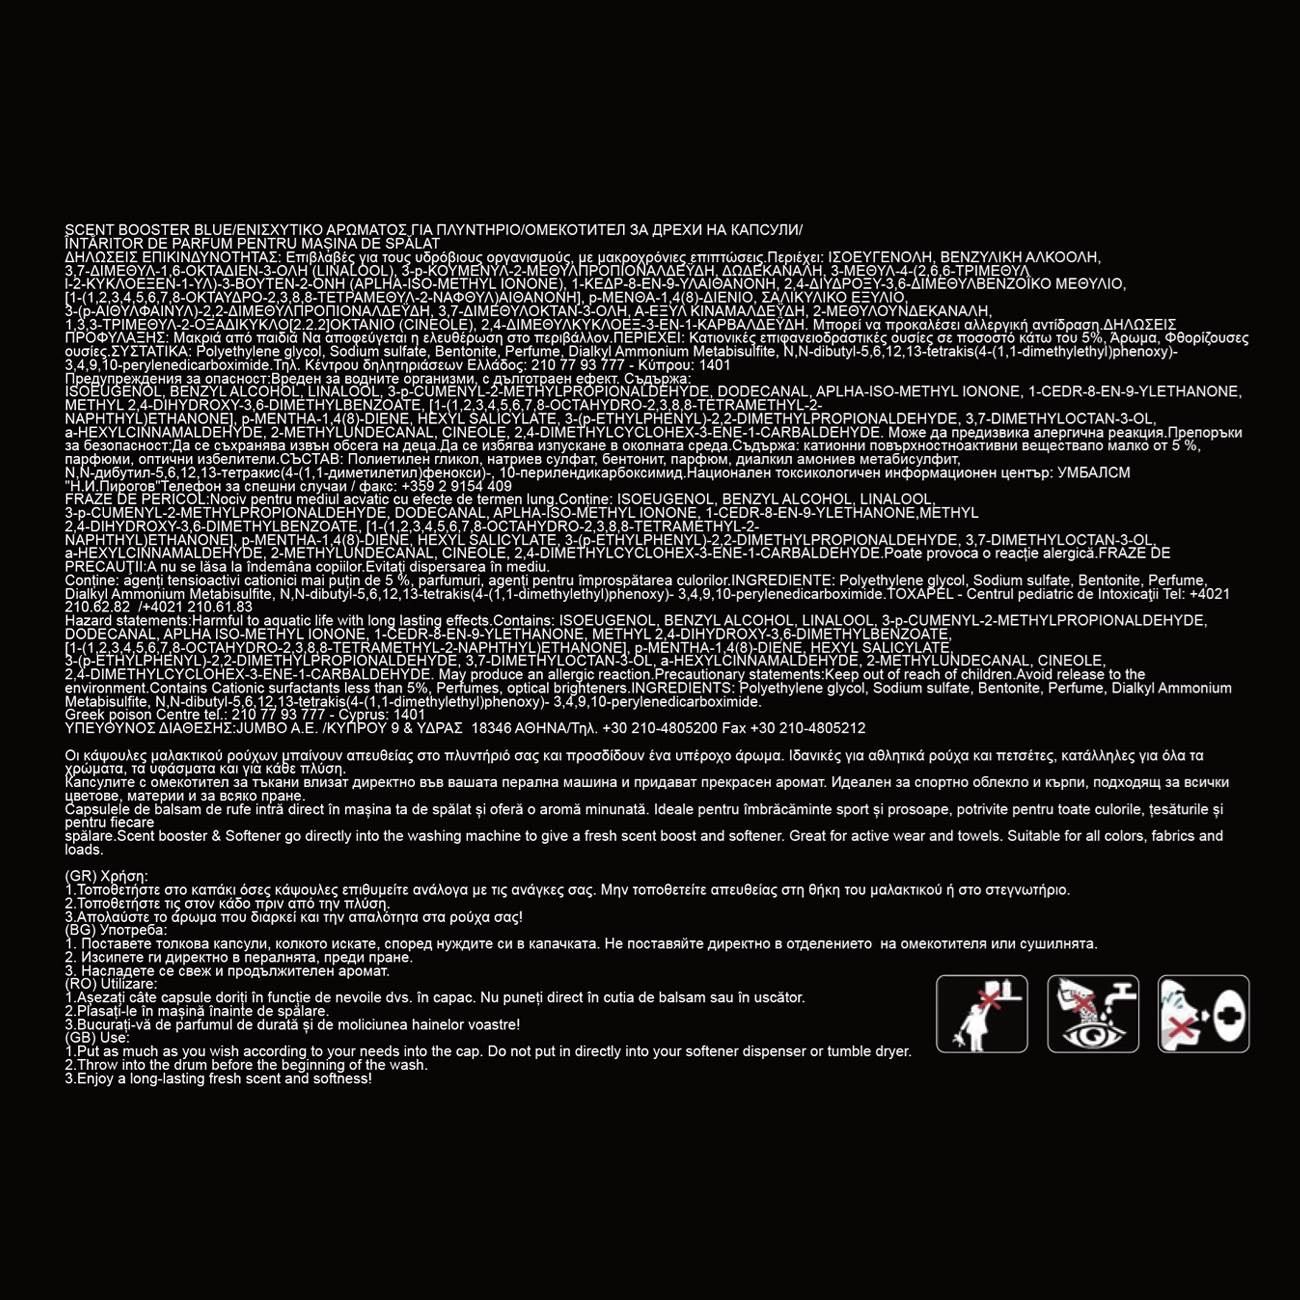 SCENT BOOSTER BLUE/ΕΝΙΣΧΥΤΙΚΟ ΑΡΩΜΑΤΟΣ ΓΙΑ ΠΛΥΝΤΗΡΙΟ/ОМЕКОТИТЕЛ ЗА ДРЕХИ НА КАПСУЛИ/
ÎNTĂRITOR DE PARFUM PENTRU MAȘINA DE SPĂLAT
ΔΗΛΩΣΕΙΣ ΕΠΙΚΙΝΔΥΝΟΤΗΤΑΣ: Επιβλαβές για τους υδρόβιους οργανισμούς, με μακροχρόνιες επιπτώσεις.Περιέχει: ΙΣΟΕΥΓΕΝΟΛΗ, ΒΕΝΖΥΛΙΚΗ ΑΛΚΟΟΛΗ,
3,7-ΔΙΜΕΘΥΛ-1,6-ΟΚΤΑΔΙΕΝ-3-ΟΛΗ (LINALOOL), 3-p-ΚΟΥΜΕΝΥΛ-2-ΜΕΘΥΛΠΡΟΠΙΟΝΑΛΔΕΫΔΗ, ΔΩΔΕΚΑΝΑΛΗ, 3-ΜΕΘΥΛ-4-(2,6,6-ΤΡΙΜΕΘΥΛ
Ι-2-ΚΥΚΛΟΕΞΕΝ-1-ΥΛ)-3-ΒΟΥΤΕΝ-2-ΟΝΗ (APLHA-ISO-METHYL IONONE), 1-ΚΕΔΡ-8-ΕΝ-9-ΥΛΑΙΘΑΝΟΝΗ, 2,4-ΔΙΥΔΡΟΞΥ-3,6-ΔΙΜΕΘΥΛΒΕΝΖΟΪΚΟ ΜΕΘΥΛΙΟ,
[1-(1,2,3,4,5,6,7,8-ΟΚΤΑΥΔΡΟ-2,3,8,8-ΤΕΤΡΑΜΕΘΥΛ-2-ΝΑΦΘΥΛ)ΑΙΘΑΝΟΝΗ], p-ΜΕΝΘΑ-1,4(8)-ΔΙΕΝΙΟ, ΣΑΛΙΚΥΛΙΚΟ ΕΞΥΛΙΟ,
3-(p-ΑΙΘΥΛΦΑΙΝΥΛ)-2,2-ΔΙΜΕΘΥΛΠΡΟΠΙΟΝΑΛΔΕΫΔΗ, 3,7-ΔΙΜΕΘΥΛΟΚΤΑΝ-3-ΟΛΗ, Α-ΕΞΥΛ ΚΙΝΑΜΑΛΔΕΫΔΗ, 2-ΜΕΘΥΛΟΥΝΔΕΚΑΝΑΛΗ,
1,3,3-ΤΡΙΜΕΘΥΛ-2-ΟΞΑΔΙΚΥΚΛΟ[2.2.2]ΟΚΤΑΝΙΟ (CINEOLE), 2,4-ΔΙΜΕΘΥΛΚΥΚΛΟΕΞ-3-ΕΝ-1-ΚΑΡΒΑΛΔΕΫΔΗ. Μπορεί να προκαλέσει αλλεργική αντίδραση.ΔΗΛΩΣΕΙΣ
ΠΡΟΦΥΛΑΞΗΣ: Μακριά από παιδιά Να αποφεύγεται η ελευθέρωση στο περιβάλλον.ΠΕΡΙΕΧΕΙ: Κατιονικές επιφανειοδραστικές ουσίες σε ποσοστό κάτω του 5%, Άρωμα, Φθορίζουσες
ουσίες.ΣΥΣΤΑΤΙΚΑ: Polyethylene glycol, Sodium sulfate, Bentonite, Perfume, Dialkyl Ammonium Metabisulfite, N,N-dibutyl-5,6,12,13-tetrakis(4-(1,1-dimethylethyl)phenoxy)-
3,4,9,10-perylenedicarboximide.Τηλ. Κέντρου δηλητηριάσεων Ελλάδος: 210 77 93 777 - Κύπρου: 1401
Предупреждения за опасност:Вреден за водните организми, с дълготраен ефект. Съдържа:
ISOEUGENOL, BENZYL ALCOHOL, LINALOOL, 3-p-CUMENYL-2-METHYLPROPIONALDEHYDE, DODECANAL, APLHA-ISO-METHYL IONONE, 1-CEDR-8-EN-9-YLETHANONE,
METHYL 2,4-DIHYDROXY-3,6-DIMETHYLBENZOATE, [1-(1,2,3,4,5,6,7,8-OCTAHYDRO-2,3,8,8-TETRAMETHYL-2-
NAPHTHYL)ETHANONE], p-MENTHA-1,4(8)-DIENE, HEXYL SALICYLATE, 3-(p-ETHYLPHENYL)-2,2-DIMETHYLPROPIONALDEHYDE, 3,7-DIMETHYLOCTAN-3-OL,
a-HEXYLCINNAMALDEHYDE, 2-METHYLUNDECANAL, CINEOLE, 2,4-DIMETHYLCYCLOHEX-3-ENE-1-CARBALDEHYDE. Може да предизвика алергична реакция.Препоръки
за безопасност:Да се съхранява извън обсега на деца.Да се избягва изпускане в околната среда.Съдържа: катионни повърхностноактивни веществапо малко от 5 %,
парфюми, оптични избелители.СЪСТАВ: Полиетилен гликол, натриев сулфат, бентонит, парфюм, диалкил амониев метабисулфит,
N,N-дибутил-5,6,12,13-тетракис(4-(1,1-диметилетил)фенокси)-, 10-перилендикарбоксимид.Национален токсикологичен информационен център: УМБАЛСМ
"Н.И.Пирогов"Телефон за спешни случаи / факс: +359 2 9154 409
FRAZE DE PERICOL:Nociv pentru mediul acvatic cu efecte de termen lung.Contine: ISOEUGENOL, BENZYL ALCOHOL, LINALOOL,
3-p-CUMENYL-2-METHYLPROPIONALDEHYDE, DODECANAL, APLHA-ISO-METHYL IONONE, 1-CEDR-8-EN-9-YLETHANONE,METHYL
2,4-DIHYDROXY-3,6-DIMETHYLBENZOATE, [1-(1,2,3,4,5,6,7,8-OCTAHYDRO-2,3,8,8-TETRAMETHYL-2-
NAPHTHYL)ETHANONE], p-MENTHA-1,4(8)-DIENE, HEXYL SALICYLATE, 3-(p-ETHYLPHENYL)-2,2-DIMETHYLPROPIONALDEHYDE, 3,7-DIMETHYLOCTAN-3-OL,
a-HEXYLCINNAMALDEHYDE, 2-METHYLUNDECANAL, CINEOLE, 2,4-DIMETHYLCYCLOHEX-3-ENE-1-CARBALDEHYDE.Poate provoca o reacție alergică.FRAZE DE
PRECAUŢII:A nu se lăsa la îndemâna copiilor.Evitaţi dispersarea în mediu.
Conține: agenți tensioactivi cationici mai puțin de 5 %, parfumuri, agenți pentru împrospătarea culorilor.INGREDIENTE: Polyethylene glycol, Sodium sulfate, Bentonite, Perfume,
Dialkyl Ammonium Metabisulfite, N,N-dibutyl-5,6,12,13-tetrakis(4-(1,1-dimethylethyl)phenoxy)- 3,4,9,10-perylenedicarboximide.TOXAPEL - Centrul pediatric de Intoxicaţii Tel: +4021
210.62.82 /+4021 210.61.83
Hazard statements:Harmful to aquatic life with long lasting effects.Contains: ISOEUGENOL, BENZYL ALCOHOL, LINALOOL, 3-p-CUMENYL-2-METHYLPROPIONALDEHYDE,
DODECANAL, APLHA ISO-METHYL IONONE, 1-CEDR-8-EN-9-YLETHANONE, METHYL 2,4-DIHYDROXY-3,6-DIMETHYLBENZOATE,
[1-(1,2,3,4,5,6,7,8-OCTAHYDRO-2,3,8,8-TETRAMETHYL-2-NAPHTHYL)ETHANONE], p-MENTHA-1,4(8)-DIENE, HEXYL SALICYLATE,
3-(p-ETHYLPHENYL)-2,2-DIMETHYLPROPIONALDEHYDE, 3,7-DIMETHYLOCTAN-3-OL, a-HEXYLCINNAMALDEHYDE, 2-METHYLUNDECANAL, CINEOLE,
2,4-DIMETHYLCYCLOHEX-3-ENE-1-CARBALDEHYDE. May produce an allergic reaction.Precautionary statements:Keep out of reach of children.Avoid release to the
environment.Contains Cationic surfactants less than 5%, Perfumes, optical brighteners.INGREDIENTS: Polyethylene glycol, Sodium sulfate, Bentonite, Perfume, Dialkyl Ammonium
Metabisulfite, N,N-dibutyl-5,6,12,13-tetrakis(4-(1,1-dimethylethyl)phenoxy)- 3,4,9,10-perylenedicarboximide.
Greek poison Centre tel.: 210 77 93 777 - Cyprus: 1401
ΥΠΕΥΘΥΝΟΣ ΔΙΑΘΕΣΗΣ:JUMBO A.E. /ΚΥΠΡΟΥ 9 & ΥΔΡΑΣ 18346 ΑΘΗΝΑ/Τηλ. +30 210-4805200 Fax +30 210-4805212
Οι κάψουλες μαλακτικού ρούχων μπαίνουν απευθείας στο πλυντήριό σας και προσδίδουν ένα υπέροχο άρωμα. Ιδανικές για αθλητικά ρούχα και πετσέτες, κατάλληλες για όλα τα
χρώματα, τα υφάσματα και για κάθε πλύση.
Капсулите с омекотител за тъкани влизат директно във вашата перална машина и придават прекрасен аромат. Идеален за спортно облекло и кърпи, подходящ за всички
цветове, материи и за всяко пране.
Capsulele de balsam de rufe intră direct în mașina ta de spălat și oferă o aromă minunată. Ideale pentru îmbrăcăminte sport și prosoape, potrivite pentru toate culorile, țesăturile și
pentru fiecare
spălare.Scent booster & Softener go directly into the washing machine to give a fresh scent boost and softener. Great for active wear and towels. Suitable for all colors, fabrics and
loads.
(GR) Χρήση:
1.Τοποθετήστε στο καπάκι όσες κάψουλες επιθυμείτε ανάλογα με τις ανάγκες σας. Μην τοποθετείτε απευθείας στη θήκη του μαλακτικού ή στο στεγνωτήριο.
2.Τοποθετήστε τις στον κάδο πριν από την πλύση.
3.Απολαύστε το άρωμα που διαρκεί και την απαλότητα στα ρούχα σας!
(BG) Употреба:
1. Поставете толкова капсули, колкото искате, според нуждите си в капачката. Не поставяйте директно в отделението на омекотителя или сушилнята.
2. Изсипете ги директно в пералнята, преди пране.
3. Насладете се свеж и продължителен аромат.
(RO) Utilizare:
1.Așezați câte capsule doriți în funcție de nevoile dvs. în capac. Nu puneți direct în cutia de balsam sau în uscător.
2.Plasați-le în mașină înainte de spălare.
3.Bucurați-vă de parfumul de durată și de moliciunea hainelor voastre!
(GB) Use:
1.Put as much as you wish according to your needs into the cap. Do not put in directly into your softener dispenser or tumble dryer.
2.Throw into the drum before the beginning of the wash.
3.Enjoy a long-lasting fresh scent and softness!